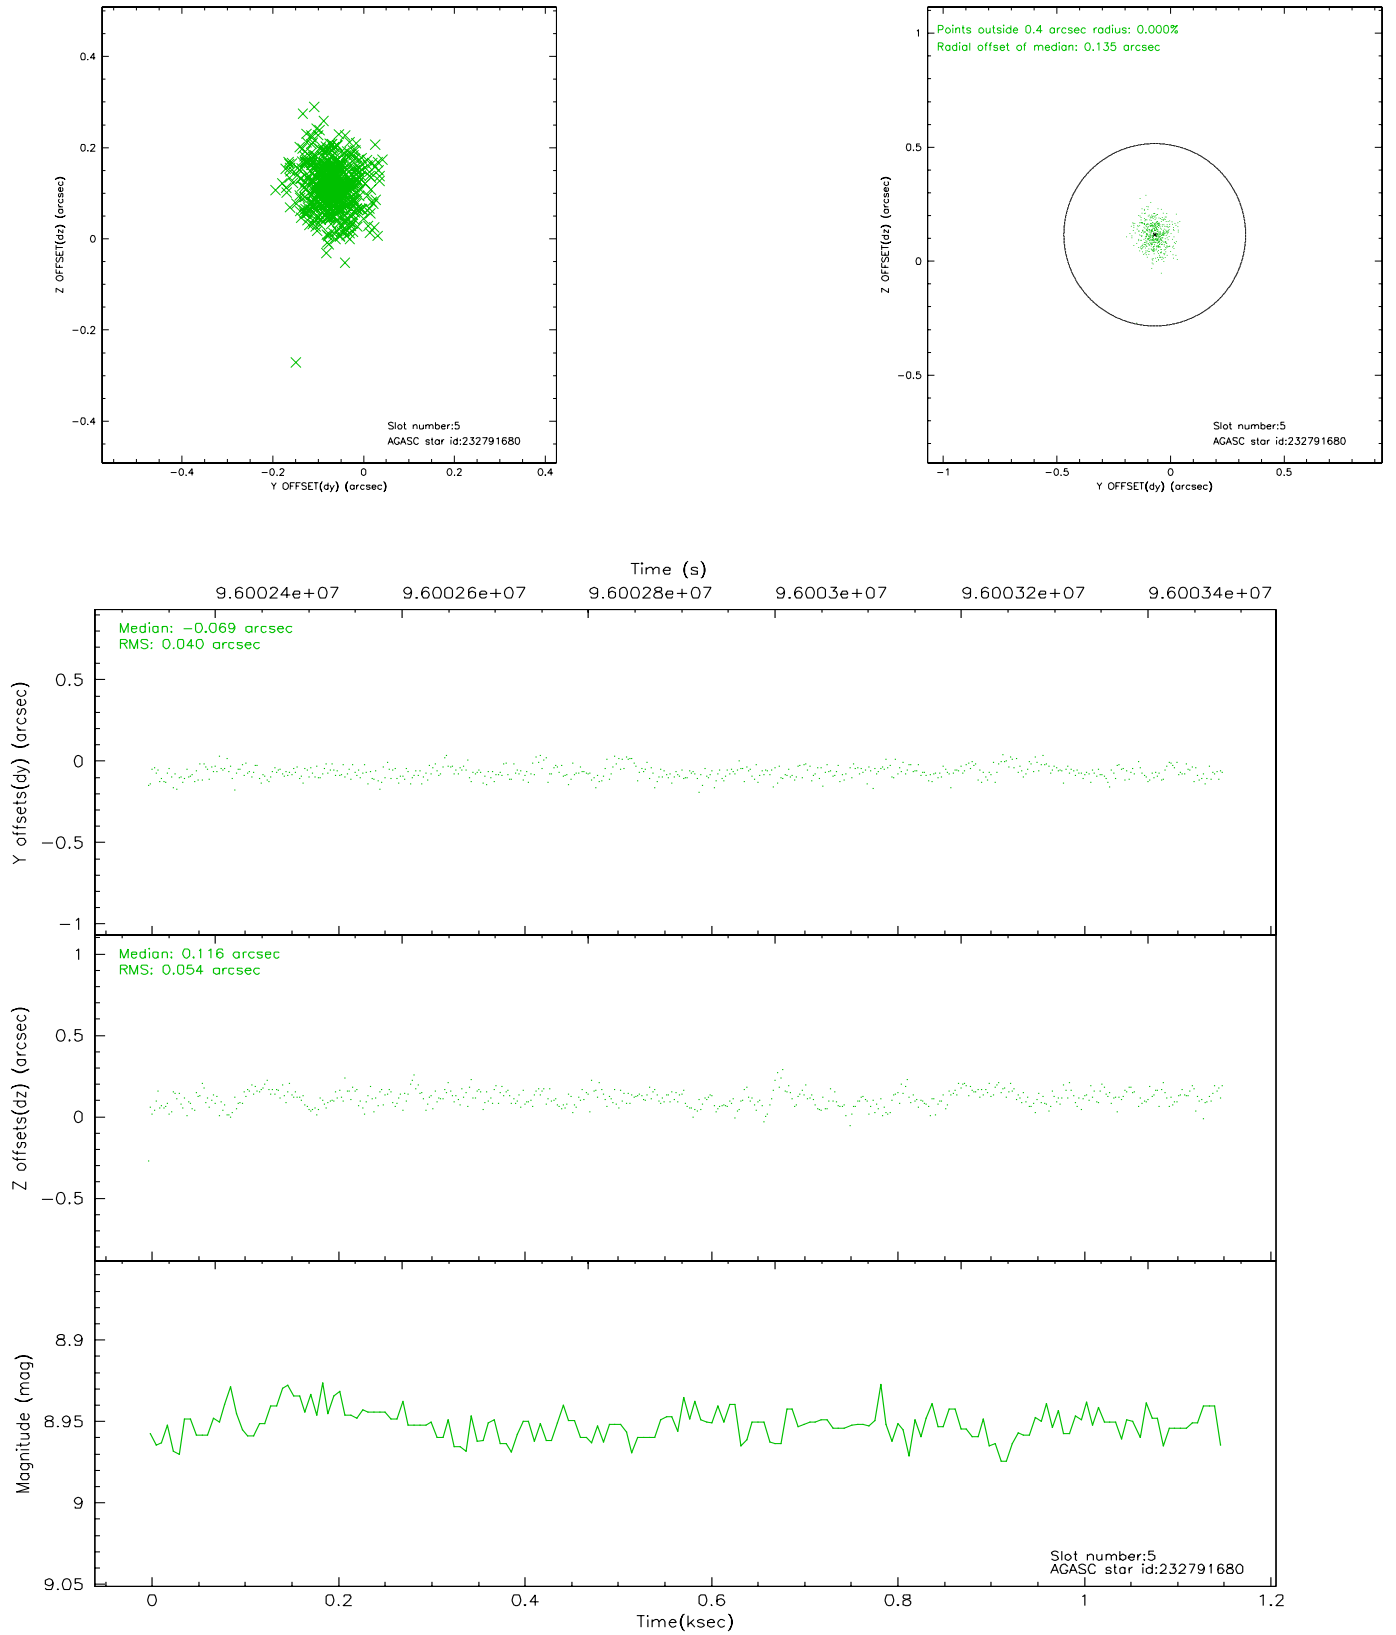 0.4
0.2
0
-0.2
-0.4
Z OFFSET(dz) (arcsec)
Slot number:5
AGASC star id:232791680
-0.4 -0.2 0 0.2 0.4
Y OFFSET(dy) (arcsec)
Points outside 0.4 arcsec radius: 0.000%
Radial offset of median: 0.135 arcsec
1
0.5
0
-0.5
Z OFFSET(dz) (arcsec)
Slot number:5
AGASC star id:232791680
-1 -0.5 0 0.5
Y OFFSET(dy) (arcsec)
Time (s)
9.60024e+07 9.60026e+07 9.60028e+07 9.6003e+07 9.60032e+07 9.60034e+07
Median: -0.069 arcsec
RMS: 0.040 arcsec
0.5
0
-0.5
-1
Y offsets(dy) (arcsec)
Median: 0.116 arcsec
RMS: 0.054 arcsec
1
0.5
0
-0.5
Z offsets(dz) (arcsec)
8.9
8.95
9
9.05
Magnitude (mag)
Slot number:5
AGASC star id:232791680
0 0.2 0.4 0.6 0.8 1 1.2
Time(ksec)